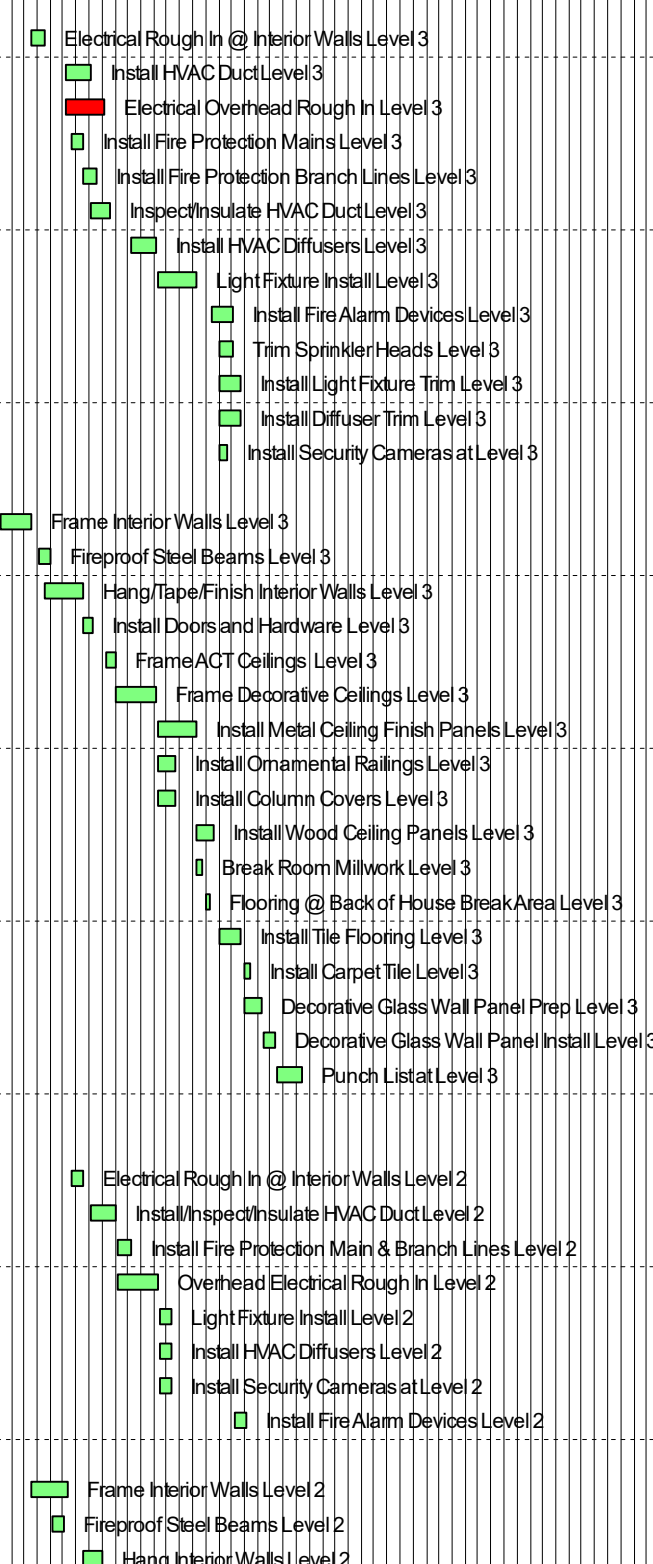 Electrical Rough In @ Interior Walls Level 3
Install HVAC Duct Level 3
Electrical Overhead Rough In Level 3
Install Fire Protection Mains Level 3
Install Fire Protection Branch Lines Level 3
Inspect/Insulate HVAC Duct Level 3
Install HVAC Diffusers Level 3
Light Fixture Install Level 3
Install Fire Alarm Devices Level 3
Trim Sprinkler Heads Level 3
Install Light Fixture Trim Level 3
Install Diffuser Trim Level 3
Install Security Cameras at Level 3
Frame Interior Walls Level 3
Fireproof Steel Beams Level 3
Hang/Tape/Finish Interior Walls Level 3
Install Doors and Hardware Level 3
Frame ACT Ceilings Level 3
Frame Decorative Ceilings Level 3
Install Metal Ceiling Finish Panels Level 3
Install Ornamental Railings Level 3
Install Column Covers Level 3
Install Wood Ceiling Panels Level 3
Break Room Millwork Level 3
Flooring @ Back of House Break Area Level 3
Install Tile Flooring Level 3
Install Carpet Tile Level 3
Decorative Glass Wall Panel Prep Level 3
Decorative Glass Wall Panel Install Level 3
Punch List at Level 3
Electrical Rough In @ Interior Walls Level 2
Install/Inspect/Insulate HVAC Duct Level 2
Install Fire Protection Main & Branch Lines Level 2
Overhead Electrical Rough In Level 2
Light Fixture Install Level 2
Install HVAC Diffusers Level 2
Install Security Cameras at Level 2
Install Fire Alarm Devices Level 2
Frame Interior Walls Level 2
Fireproof Steel Beams Level 2
Hang Interior Walls Level 2